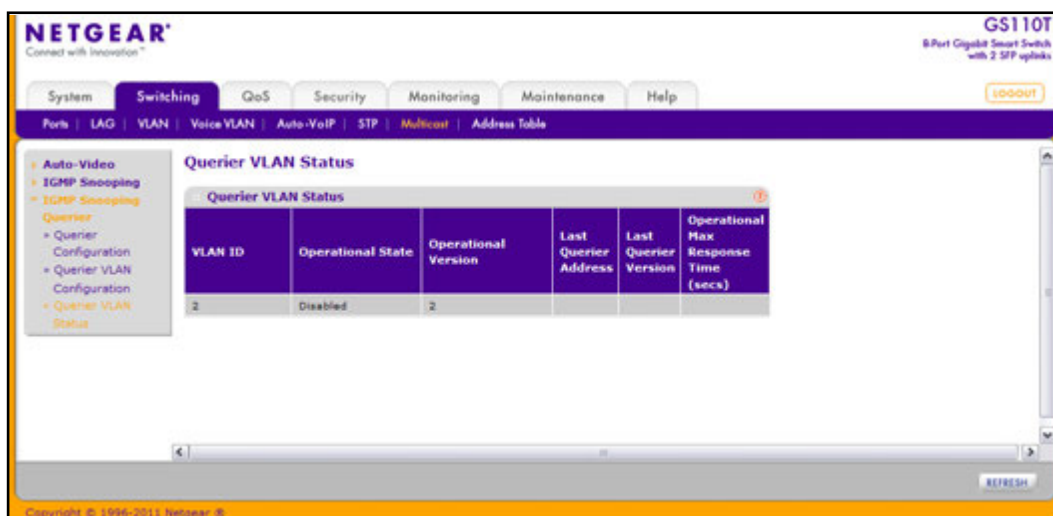 NETGEAR®
Connect with Innovation™
GS110T
8-Port Gigabit Smart Switch
with 2 SFP uplinks
System
Switching
QoS
Security
Monitoring
Maintenance
Help
LOGOUT
Ports | LAG | VLAN | Voice VLAN | Auto-VoIP | STP | Multicast | Address Table
Auto-Video
IGMP Snooping
IGMP Snooping
Querier
Querier
Configuration
Querier VLAN
Configuration
Querier VLAN
Status
Querier VLAN Status
Querier VLAN Status
VLAN ID
Operational State
Operational
Version
Last
Querier
Address
Last
Querier
Version
Operational
Max
Response
Time
(secs)
2
Disabled
2
REFRESH
Copyright © 1996-2011 Netgear ®